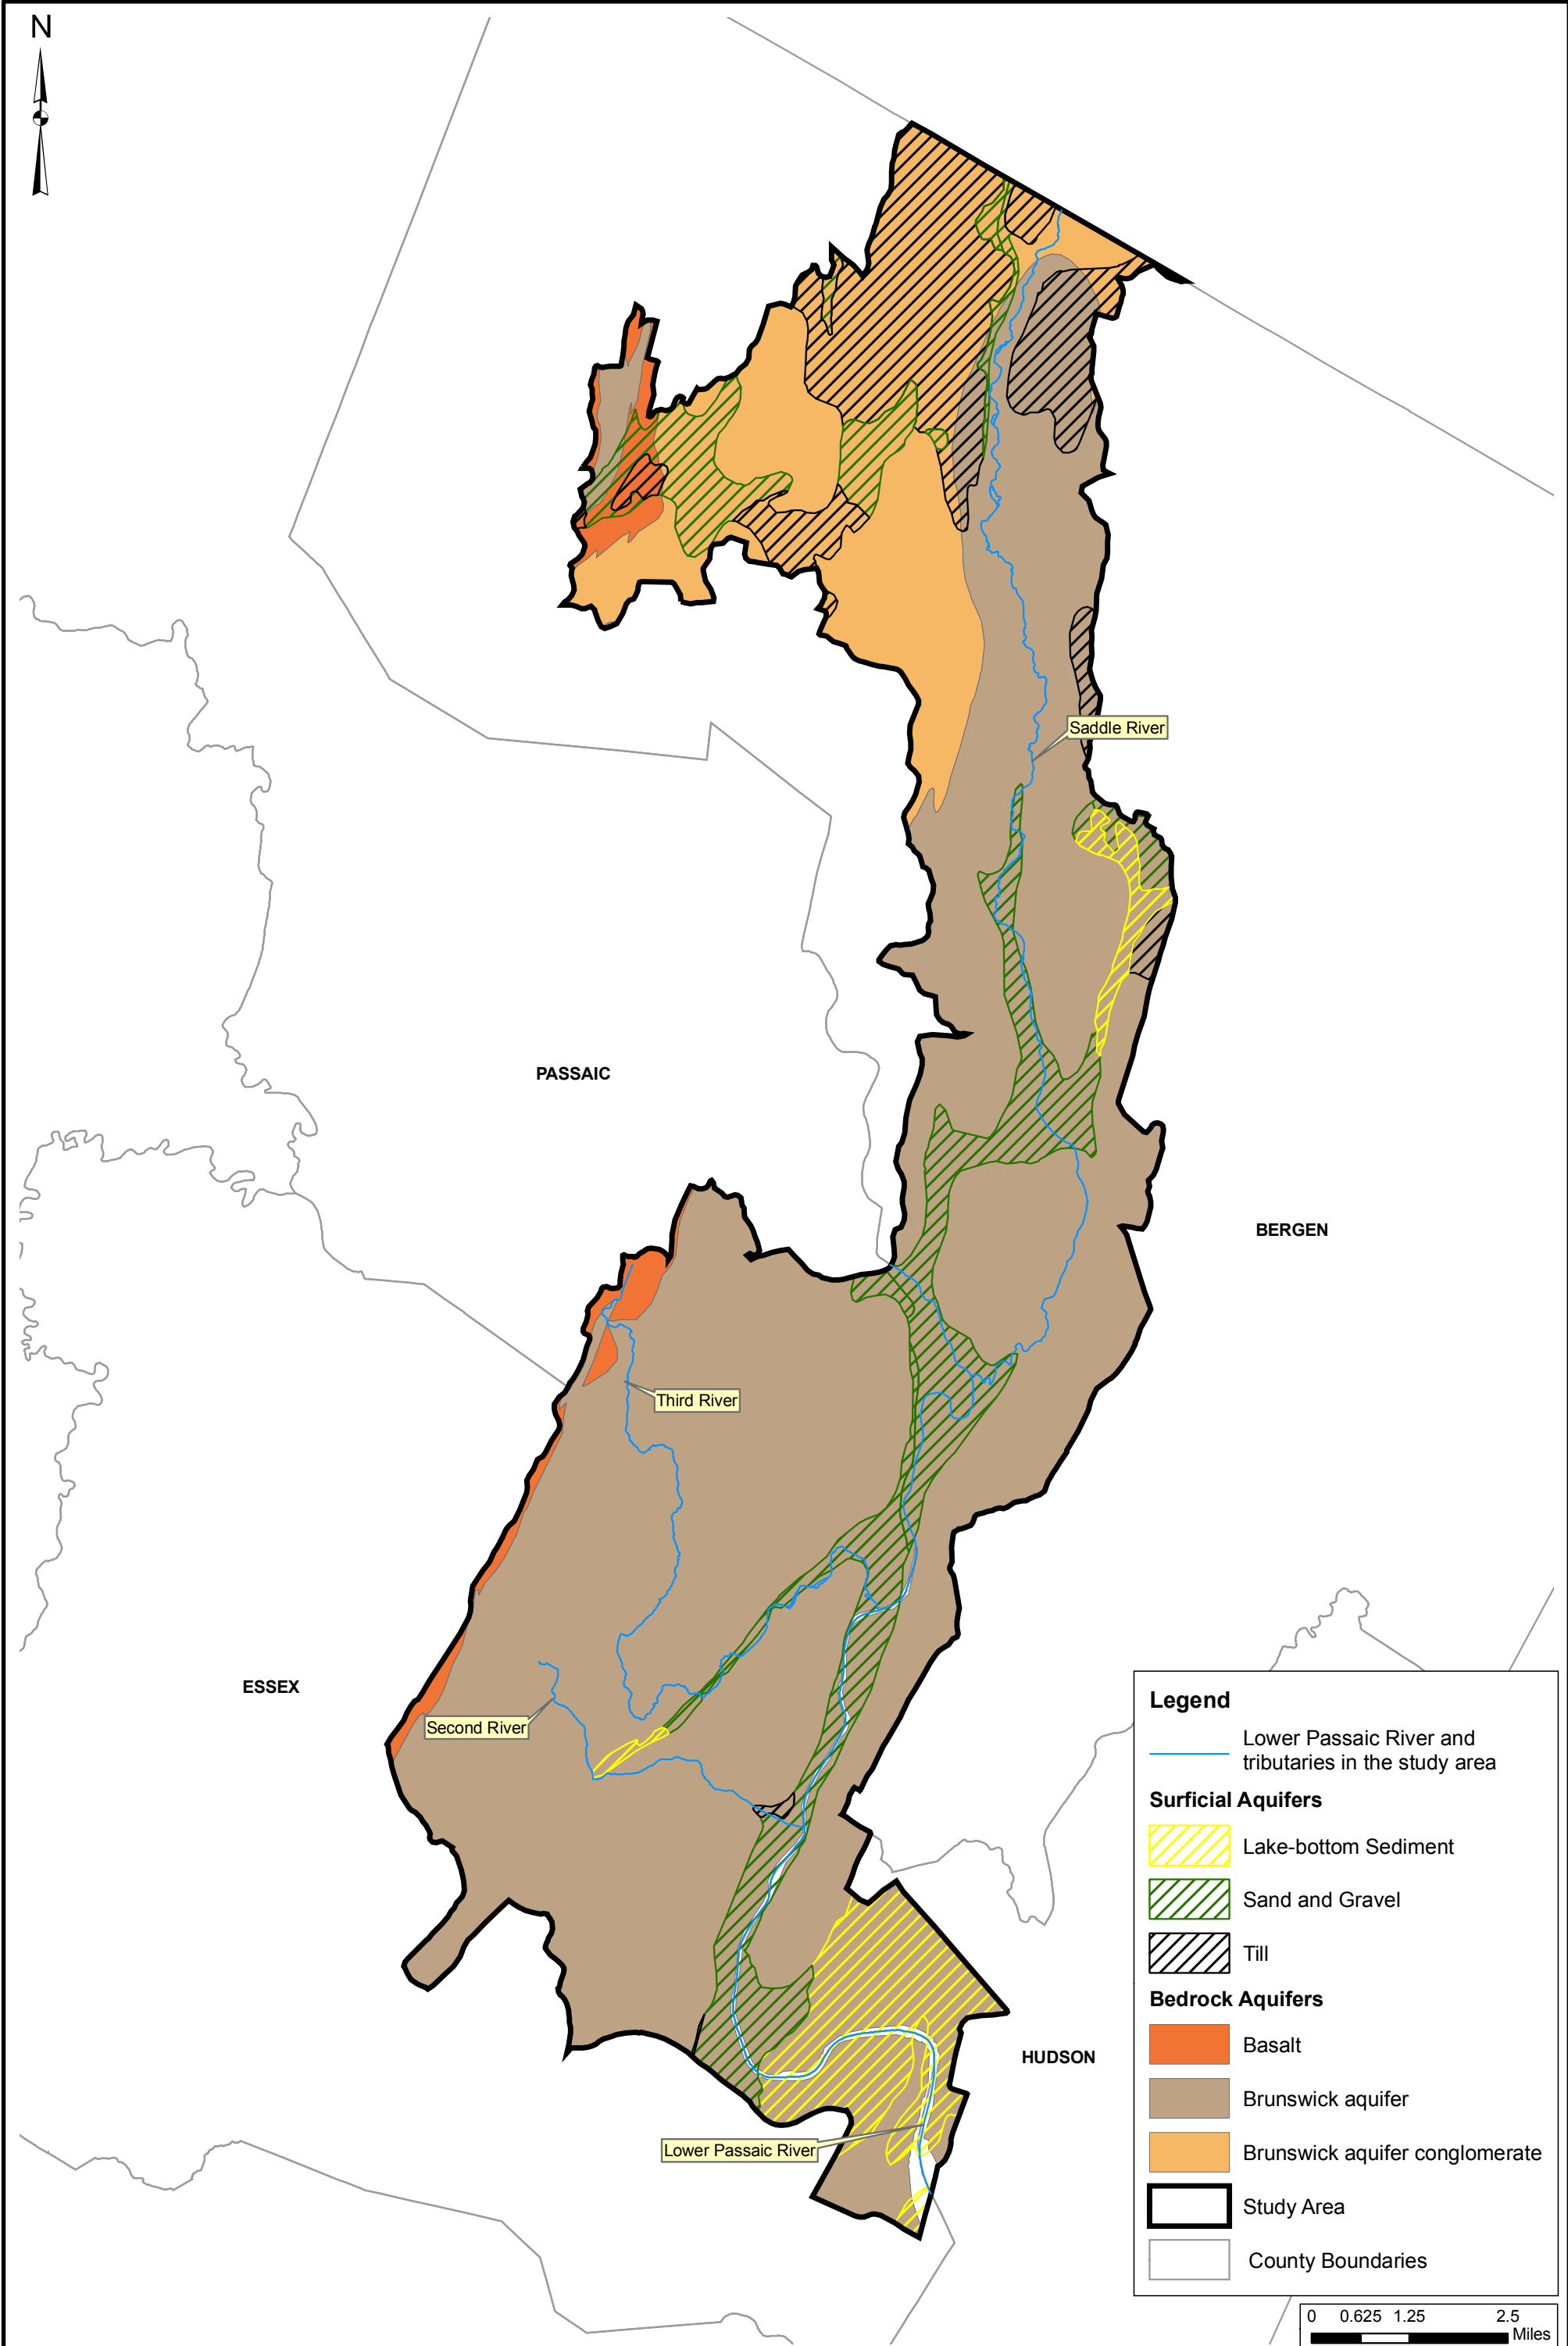 N
Saddle River
PASSAIC
BERGEN
Third River
ESSEX
Second River
HUDSON
Lower Passaic River
Legend
Lower Passaic River and
tributaries in the study area
Surficial Aquifers
Lake-bottom Sediment
Sand and Gravel
Till
Bedrock Aquifers
Basalt
Brunswick aquifer
Brunswick aquifer conglomerate
Study Area
County Boundaries
0 0.625 1.25 2.5
Miles